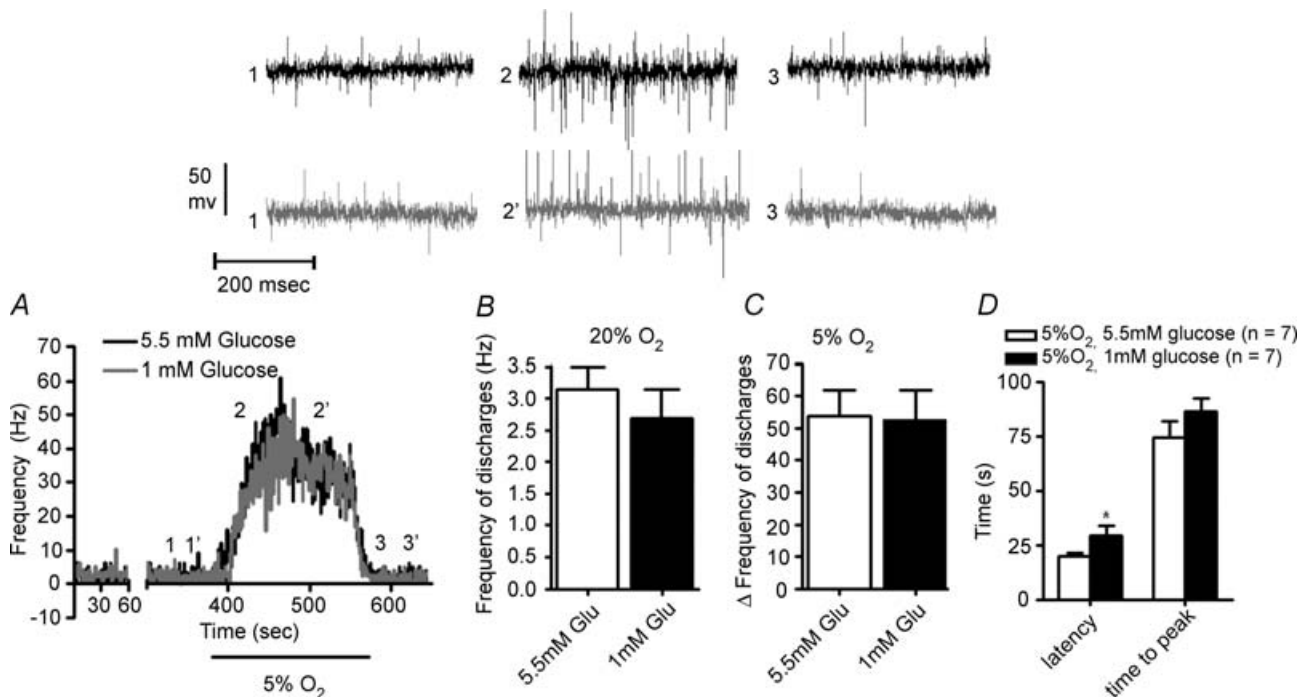 1
2
3
50
mv
1
2'
3
200 msec
A
5.5 mM Glucose
1 mM Glucose
Frequency (Hz)
70
60
50
40
30
20
10
0
-10
1 1'
2
2'
3 3'
30 60
400
500
600
Time (sec)
5% O₂
B
20% O₂
Frequency of discharges (Hz)
3.5
3.0
2.5
2.0
1.5
1.0
0.5
0.0
5.5mM Glu
1mM Glu
C
5% O₂
Δ Frequency of discharges
70
60
50
40
30
20
10
0
5.5mM Glu
1mM Glu
D
5%O₂, 5.5mM glucose (n = 7)
5%O₂, 1mM glucose (n = 7)
Time (s)
100
75
50
25
0
*
latency
time to peak